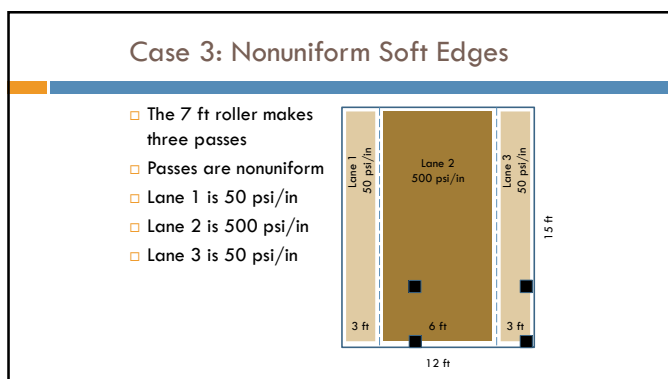 Case 3: Nonuniform Soft Edges
□ The 7 ft roller makes
three passes
□ Passes are nonuniform
□ Lane 1 is 50 psi/in
□ Lane 2 is 500 psi/in
□ Lane 3 is 50 psi/in
Lane 1
50 psi/in
Lane 2
500 psi/in
Lane 3
50 psi/in
15 ft
3 ft
6 ft
3 ft
12 ft